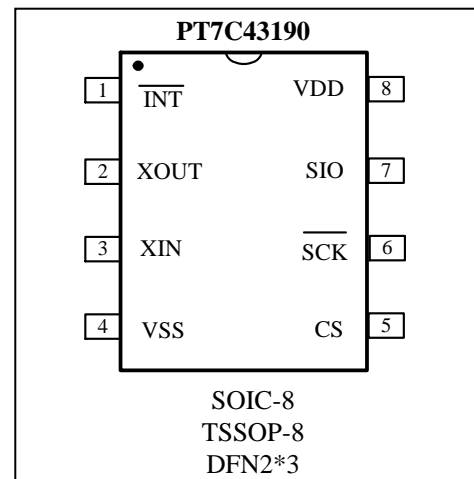 PT7C43190
1 INT VDD 8
2 XOUT SIO 7
3 XIN SCK 6
4 VSS CS 5
SOIC-8
TSSOP-8
DFN2*3